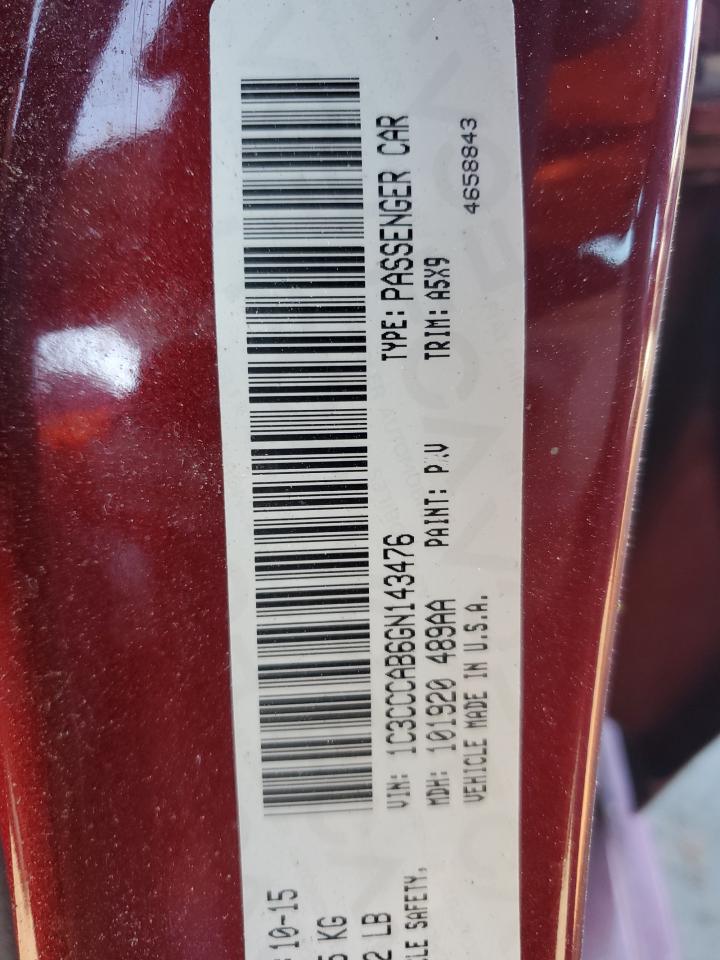 :10-15
5 KG
2 LB
CLE SAFETY,
VIN: 1C3CCCAB6GN143476
TYPE: PASSENGER CAR
MDH: 101920 489AA
PAINT: P.V
TRIM: A5X9
VEHICLE MADE IN U.S.A.
4658843